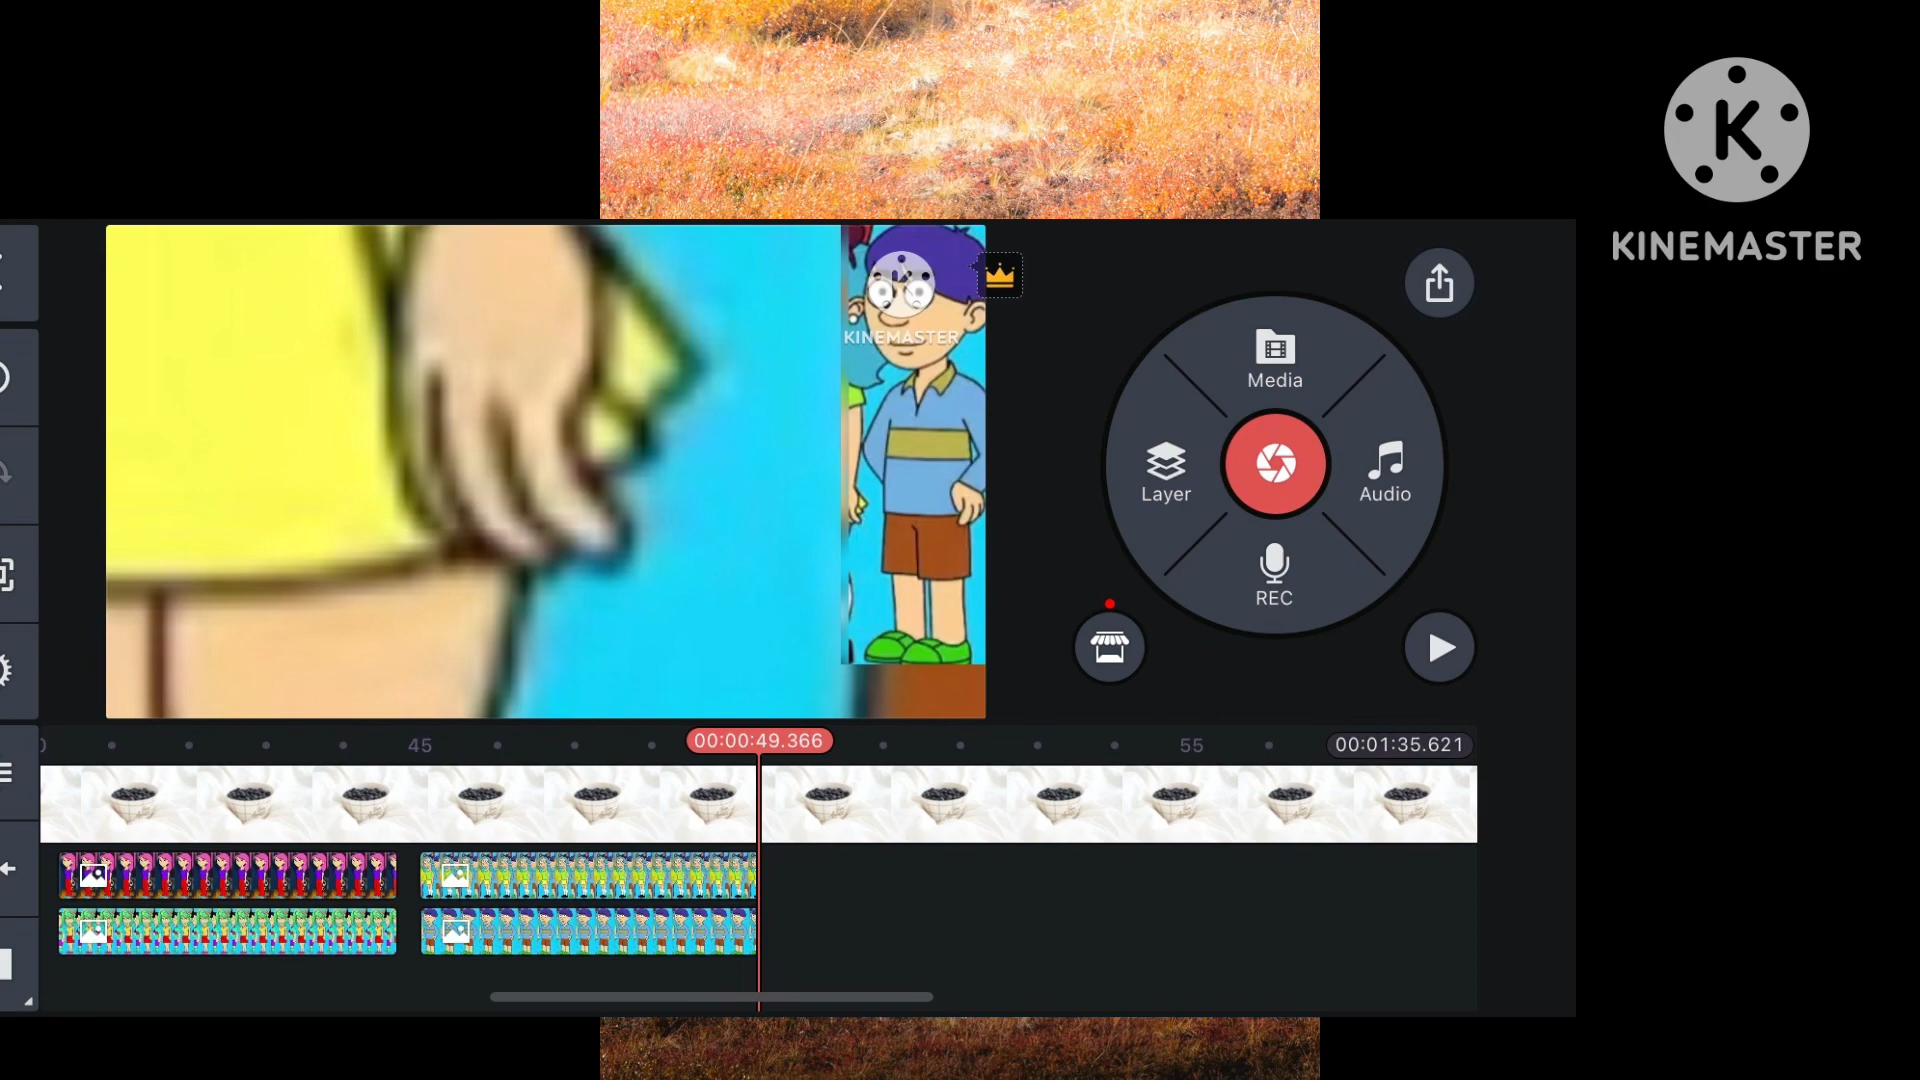 KINEMASTER
KINEMASTER
Media
Layer
Audio
REC
45
00:00:49.366
55
00:01:35.621